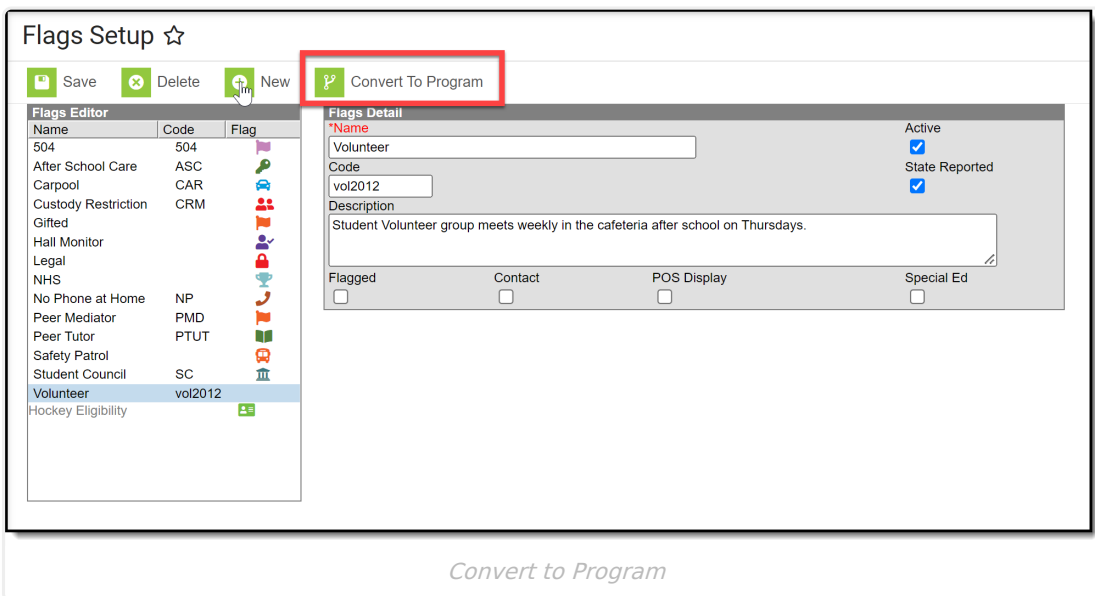 Flags Setup
Save Delete New Convert To Program
Flags Editor
Name Code Flag
504 504
After School Care ASC
Carpool CAR
Custody Restriction CRM
Gifted
Hall Monitor
Legal
NHS
No Phone at Home NP
Peer Mediator PMD
Peer Tutor PTUT
Safety Patrol
Student Council SC
Volunteer vol2012
Hockey Eligibility
Flags Detail
*Name Active
Volunteer
Code State Reported
vol2012
Description
Student Volunteer group meets weekly in the cafeteria after school on Thursdays.
Flagged Contact POS Display Special Ed
Convert to Program